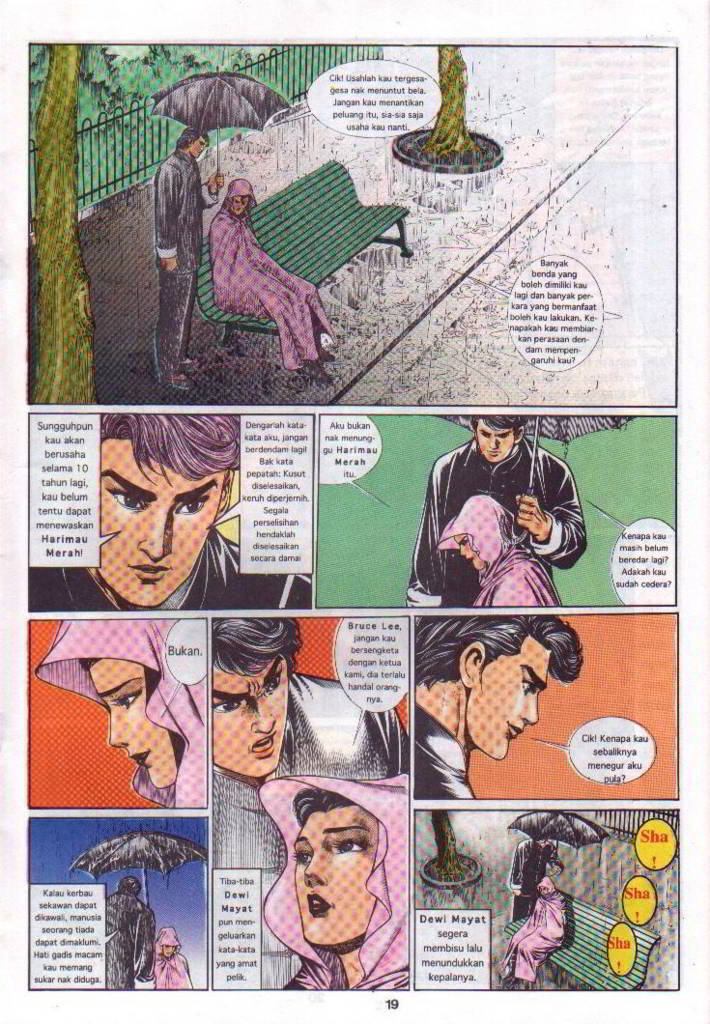 Cik! Usahlah kau tergesa-
gesa nak menuntut bela.
Jangan kau menantikan
peluang itu, sia-sia saja
usaha kau nanti.
Banyak
benda yang
boleh dimiliki kau
lagi dan banyak per-
kara yang bermanfaat
boleh kau lakukan. Ke-
napakah kau membiar-
kan perasaan den-
dam mempen-
garuhi kau?
Sungguhpun
kau akan
berusaha
selama 10
tahun lagi,
kau belum
tentu dapat
menewaskan
Harimau
Merah!
Dengarlah kata-
kata aku, jangan
berdendam lagi!
Bak kata
pepatah: Kusut
diselesaikan,
keruh diperjernih.
Segala
perselisihan
hendaklah
diselesaikan
secara damai
Aku bukan
nak menung-
gu Harimau
Merah
itu.
Kenapa kau
masih belum
beredar lagi?
Adakah kau
sudah cedera?
Bukan.
Bruce Lee,
jangan kau
bersengketa
dengan ketua
kami, dia terlalu
handal orang-
nya.
Cik! Kenapa kau
sebaliknya
menegur aku
pula?
Kalau kerbau
sekawan dapat
dikawali, manusia
seorang tiada
dapat dimaklumi.
Hati gadis macam
kau memang
sukar nak diduga.
Tiba-tiba
Dewi
Mayat
pun men-
geluarkan
kata-kata
yang amat
pelik.
Dewi Mayat
segera
membisu lalu
menundukkan
kepalanya.
Sha
!
Sha
!
Sha
!
19